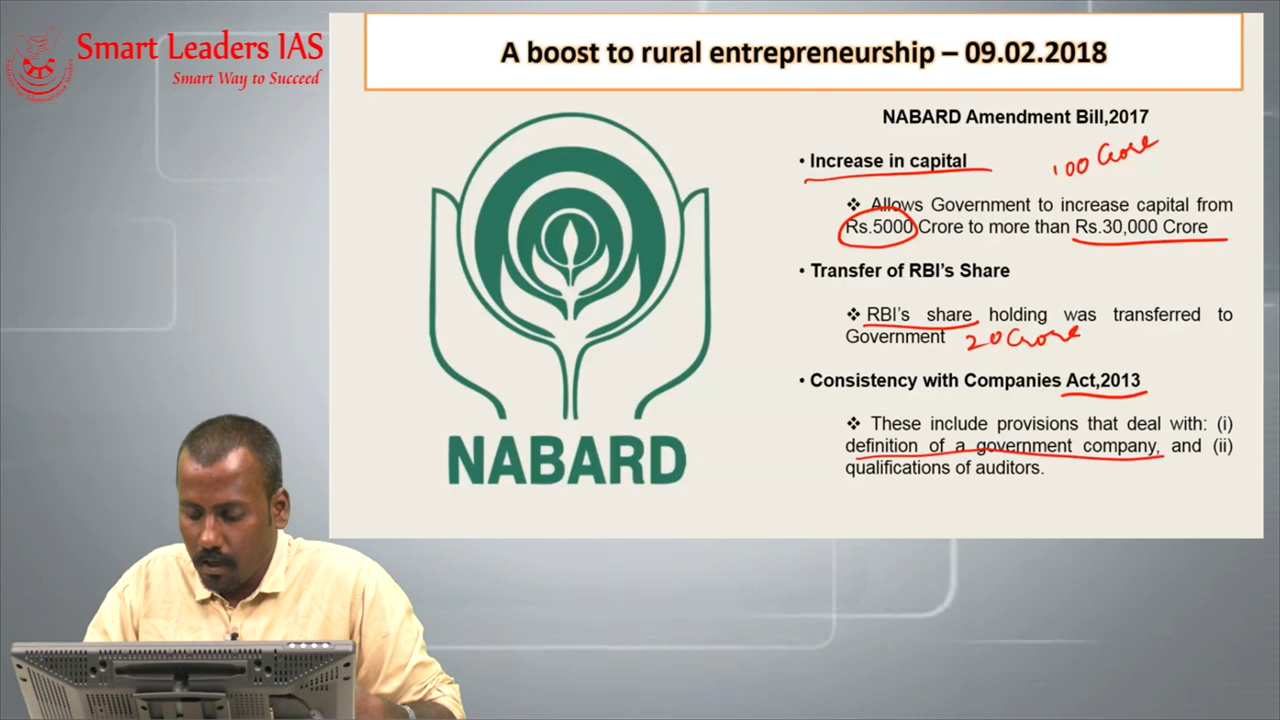 Smart Leaders IAS
Smart Way to Succeed
A boost to rural entrepreneurship – 09.02.2018
NABARD Amendment Bill,2017
• Increase in capital
100 Crore
❖ Allows Government to increase capital from
Rs.5000 Crore to more than Rs.30,000 Crore
• Transfer of RBI's Share
❖ RBI's share holding was transferred to
Government
20 Crore
• Consistency with Companies Act,2013
❖ These include provisions that deal with: (i)
definition of a government company, and (ii)
qualifications of auditors.
NABARD